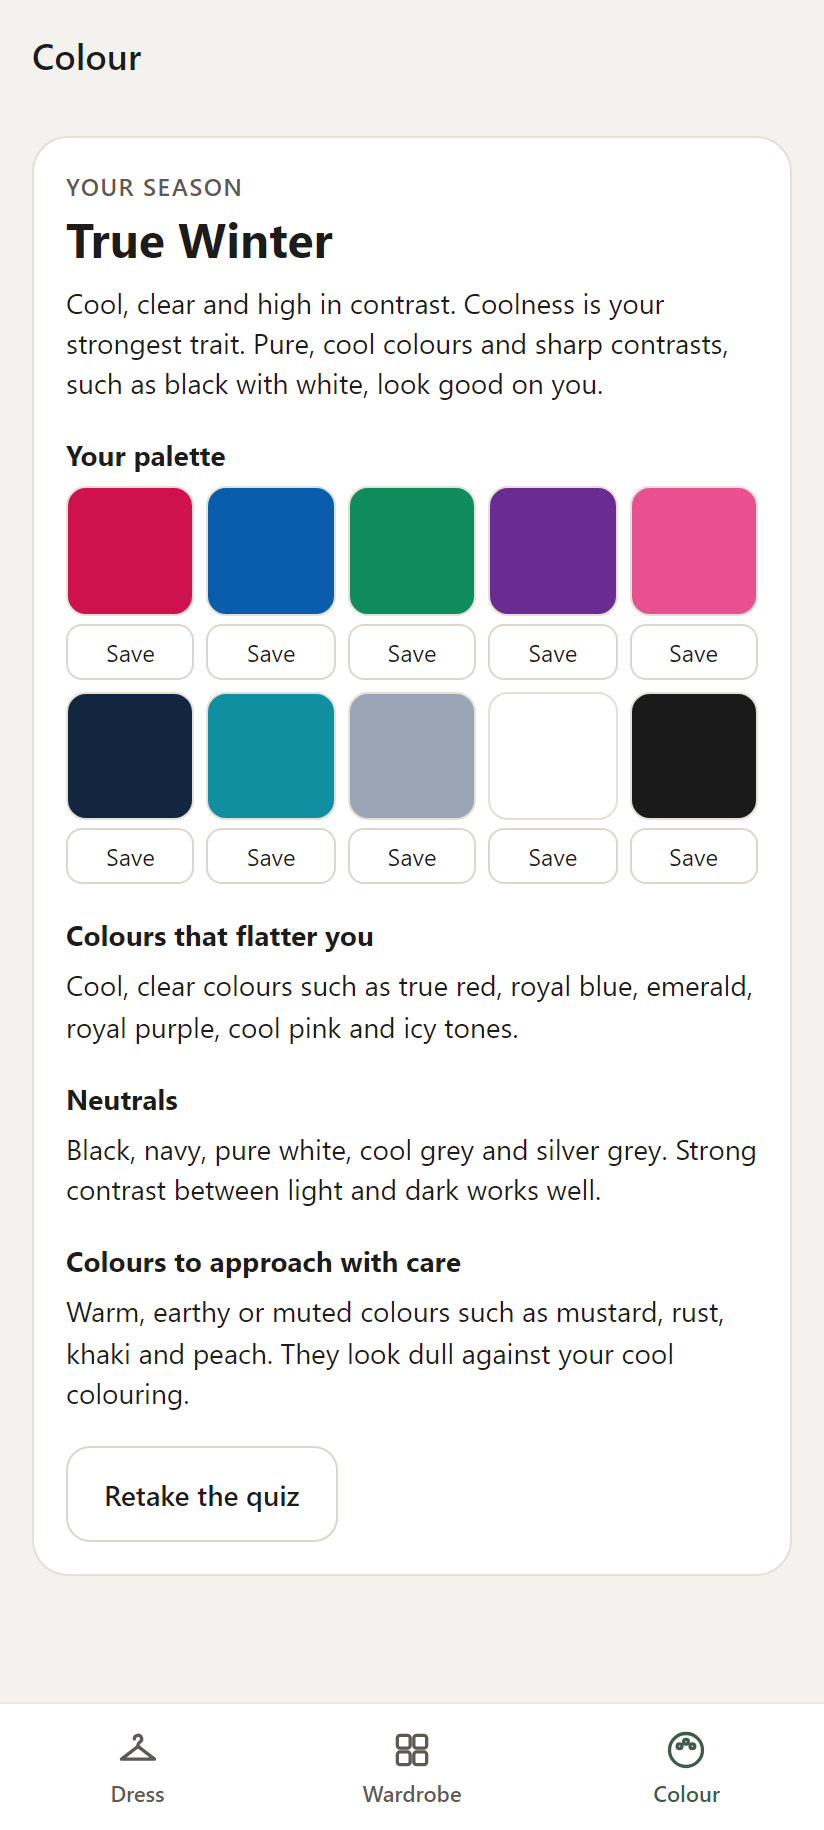 Colour
YOUR SEASON
True Winter
Cool, clear and high in contrast. Coolness is your
strongest trait. Pure, cool colours and sharp contrasts,
such as black with white, look good on you.
Your palette
Save Save Save Save Save
Save Save Save Save Save
Colours that flatter you
Cool, clear colours such as true red, royal blue, emerald,
royal purple, cool pink and icy tones.
Neutrals
Black, navy, pure white, cool grey and silver grey. Strong
contrast between light and dark works well.
Colours to approach with care
Warm, earthy or muted colours such as mustard, rust,
khaki and peach. They look dull against your cool
colouring.
Retake the quiz
Dress Wardrobe Colour